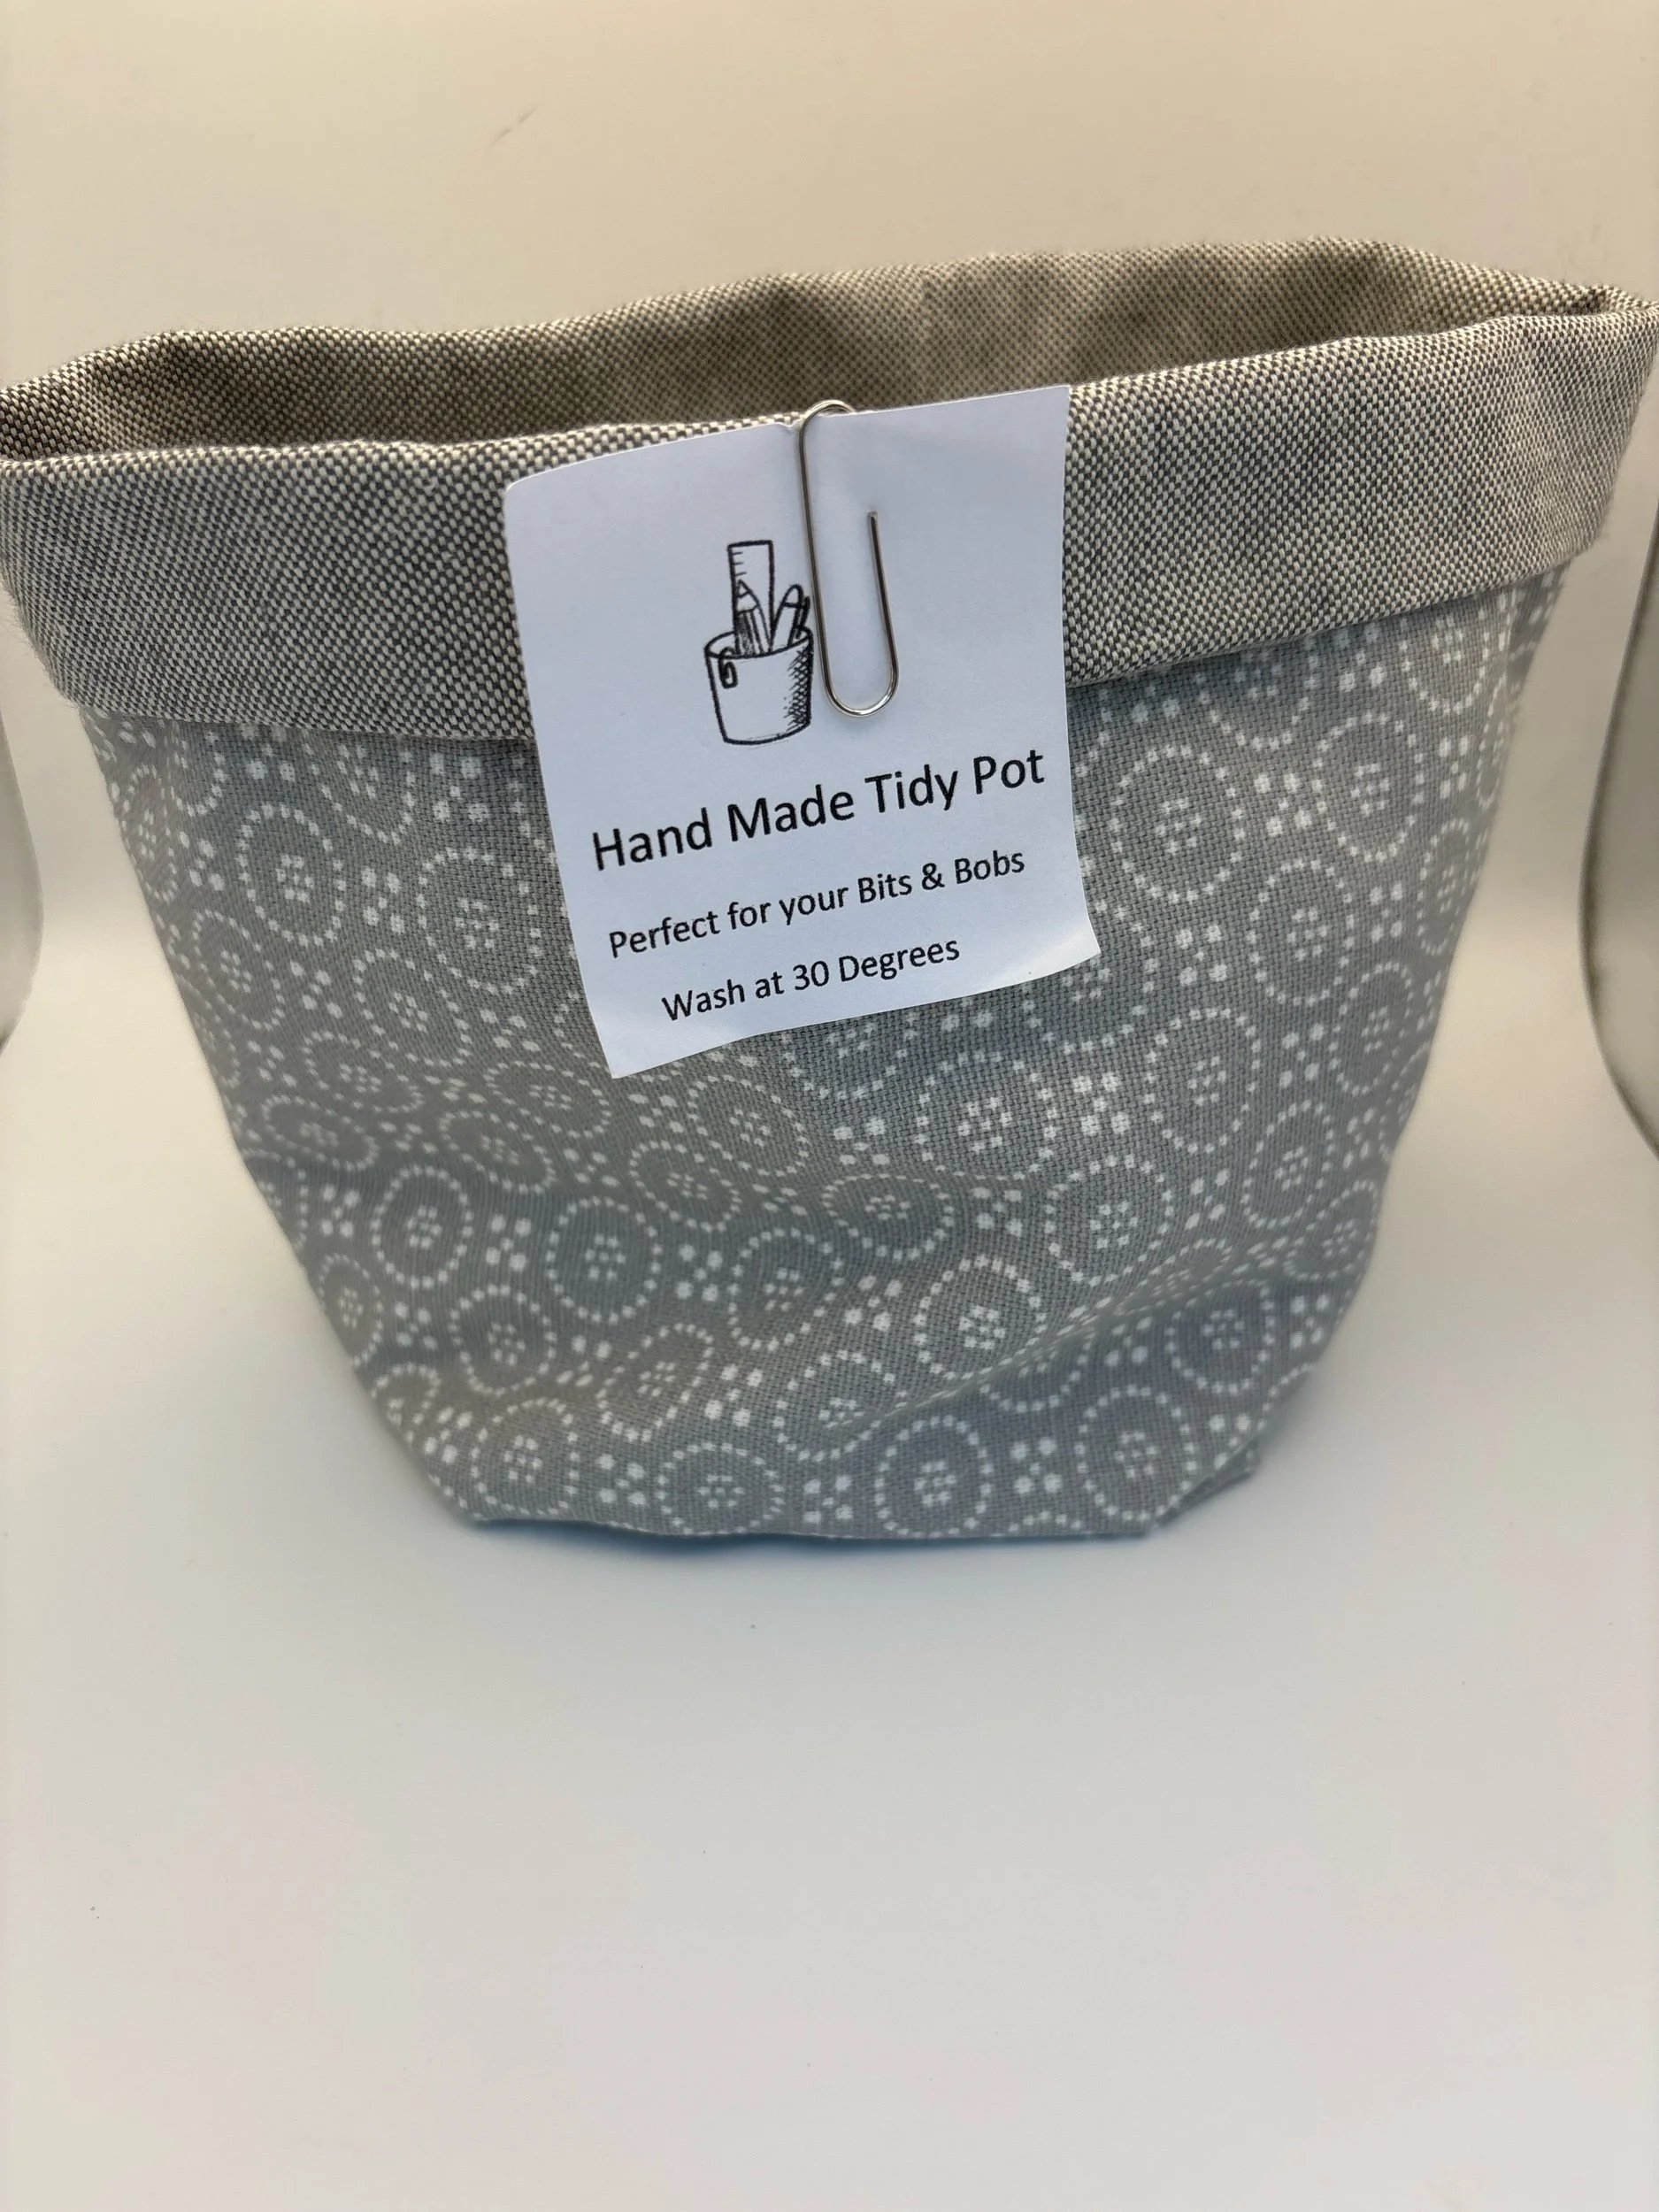 Hand Made Tidy Pot
Perfect for your Bits & Bobs
Wash at 30 Degrees